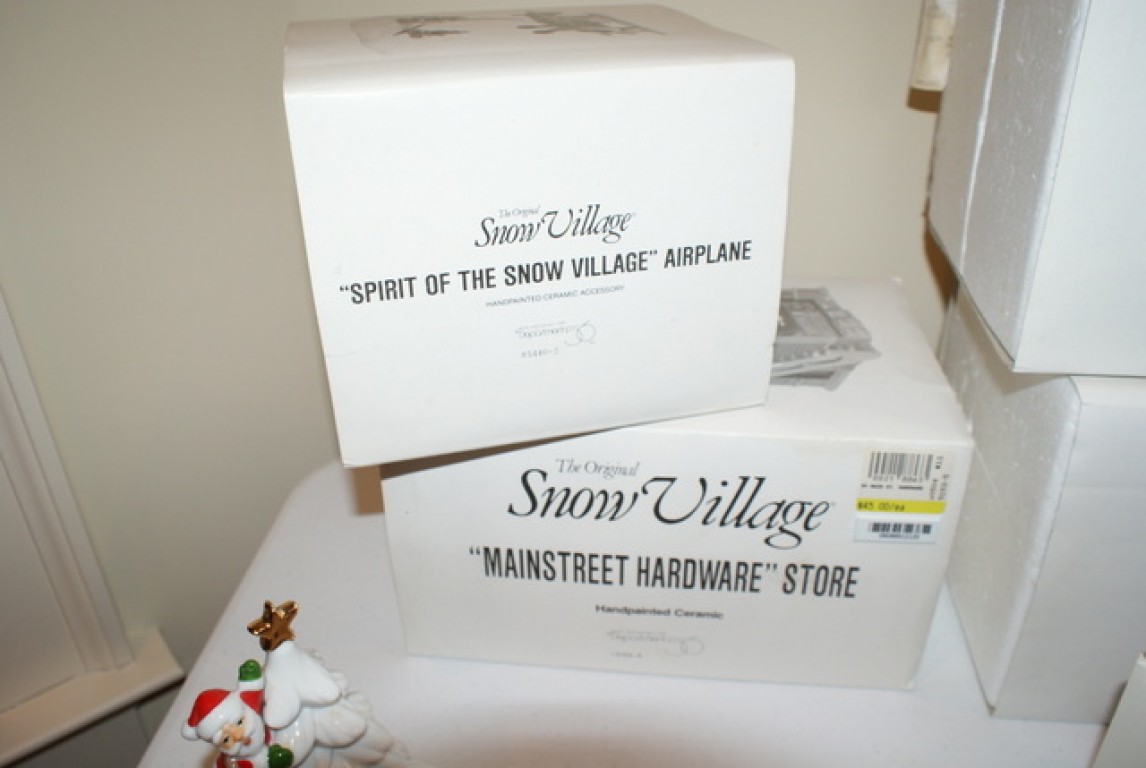 The Original
Snow Village
"SPIRIT OF THE SNOW VILLAGE" AIRPLANE
HANDPAINTED CERAMIC ACCESSORY
The Original
Snow Village
"MAINSTREET HARDWARE" STORE
Handpainted Ceramic
$45.00/ea